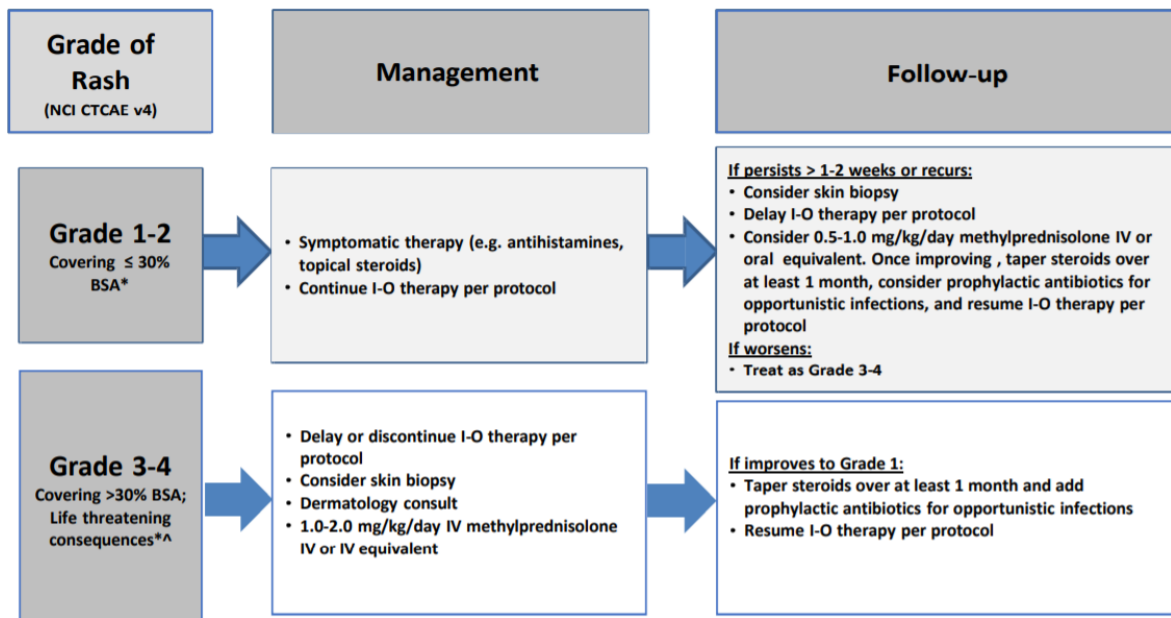 Grade of
Rash
(NCI CTCAE v4)
Management
Follow-up
Grade 1-2
Covering ≤ 30%
BSA*
• Symptomatic therapy (e.g. antihistamines,
topical steroids)
• Continue I-O therapy per protocol
If persists > 1-2 weeks or recurs:
• Consider skin biopsy
• Delay I-O therapy per protocol
• Consider 0.5-1.0 mg/kg/day methylprednisolone IV or
oral equivalent. Once improving , taper steroids over
at least 1 month, consider prophylactic antibiotics for
opportunistic infections, and resume I-O therapy per
protocol
If worsens:
• Treat as Grade 3-4
Grade 3-4
Covering >30% BSA;
Life threatening
consequences*^
• Delay or discontinue I-O therapy per
protocol
• Consider skin biopsy
• Dermatology consult
• 1.0-2.0 mg/kg/day IV methylprednisolone
IV or IV equivalent
If improves to Grade 1:
• Taper steroids over at least 1 month and add
prophylactic antibiotics for opportunistic infections
• Resume I-O therapy per protocol